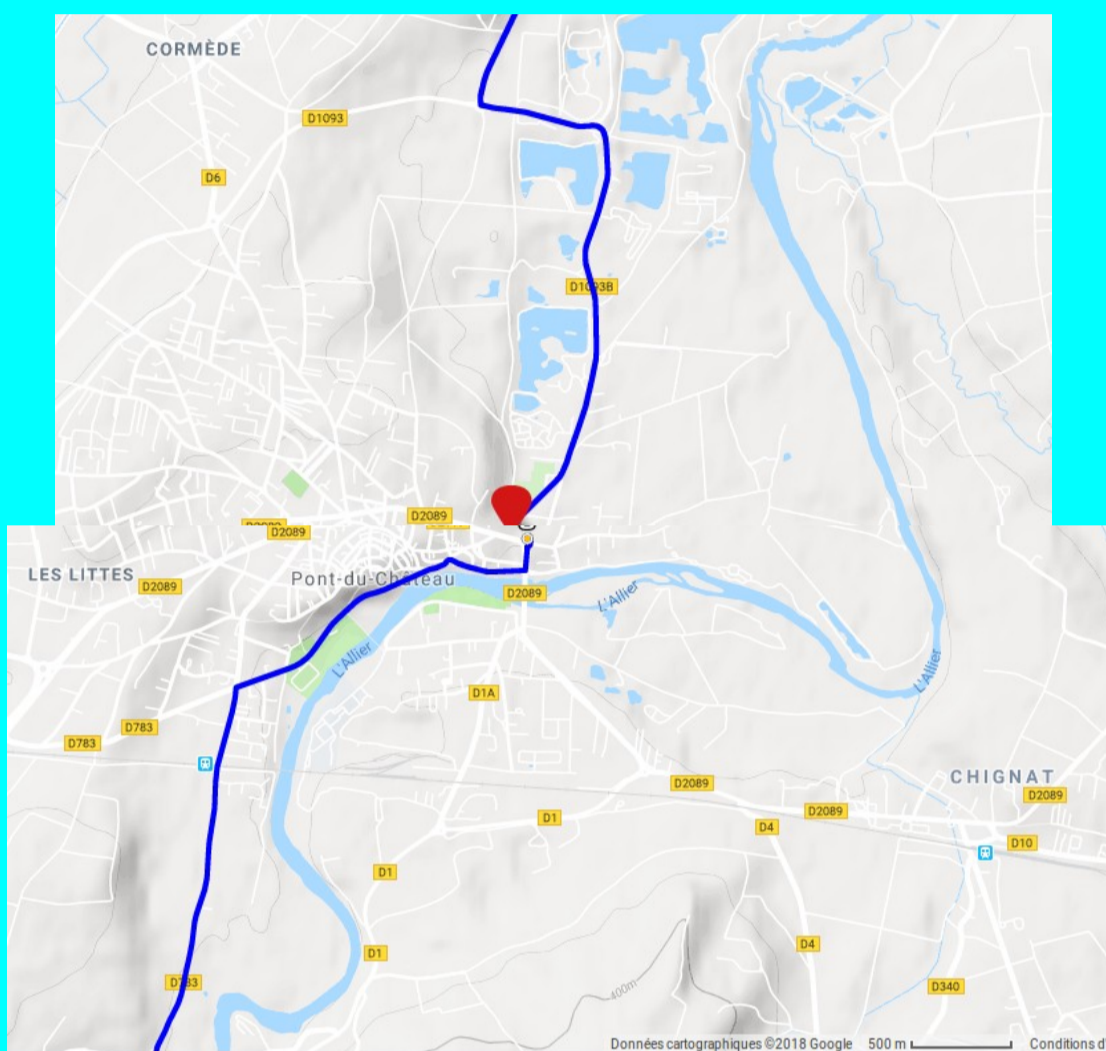 CORMÈDE
D1093
D6
D1093B
D2089
D2089
LES LITTES
D2089
Pont-du-Château
D2089
L'Allier
L'Allier
L'Allier
D1A
D783
D783
CHIGNAT
D2089
D2089
D2089
D1
D4
D10
D1
D1
D4
D783
400m
D340
Données cartographiques ©2018 Google 500 m Conditions d